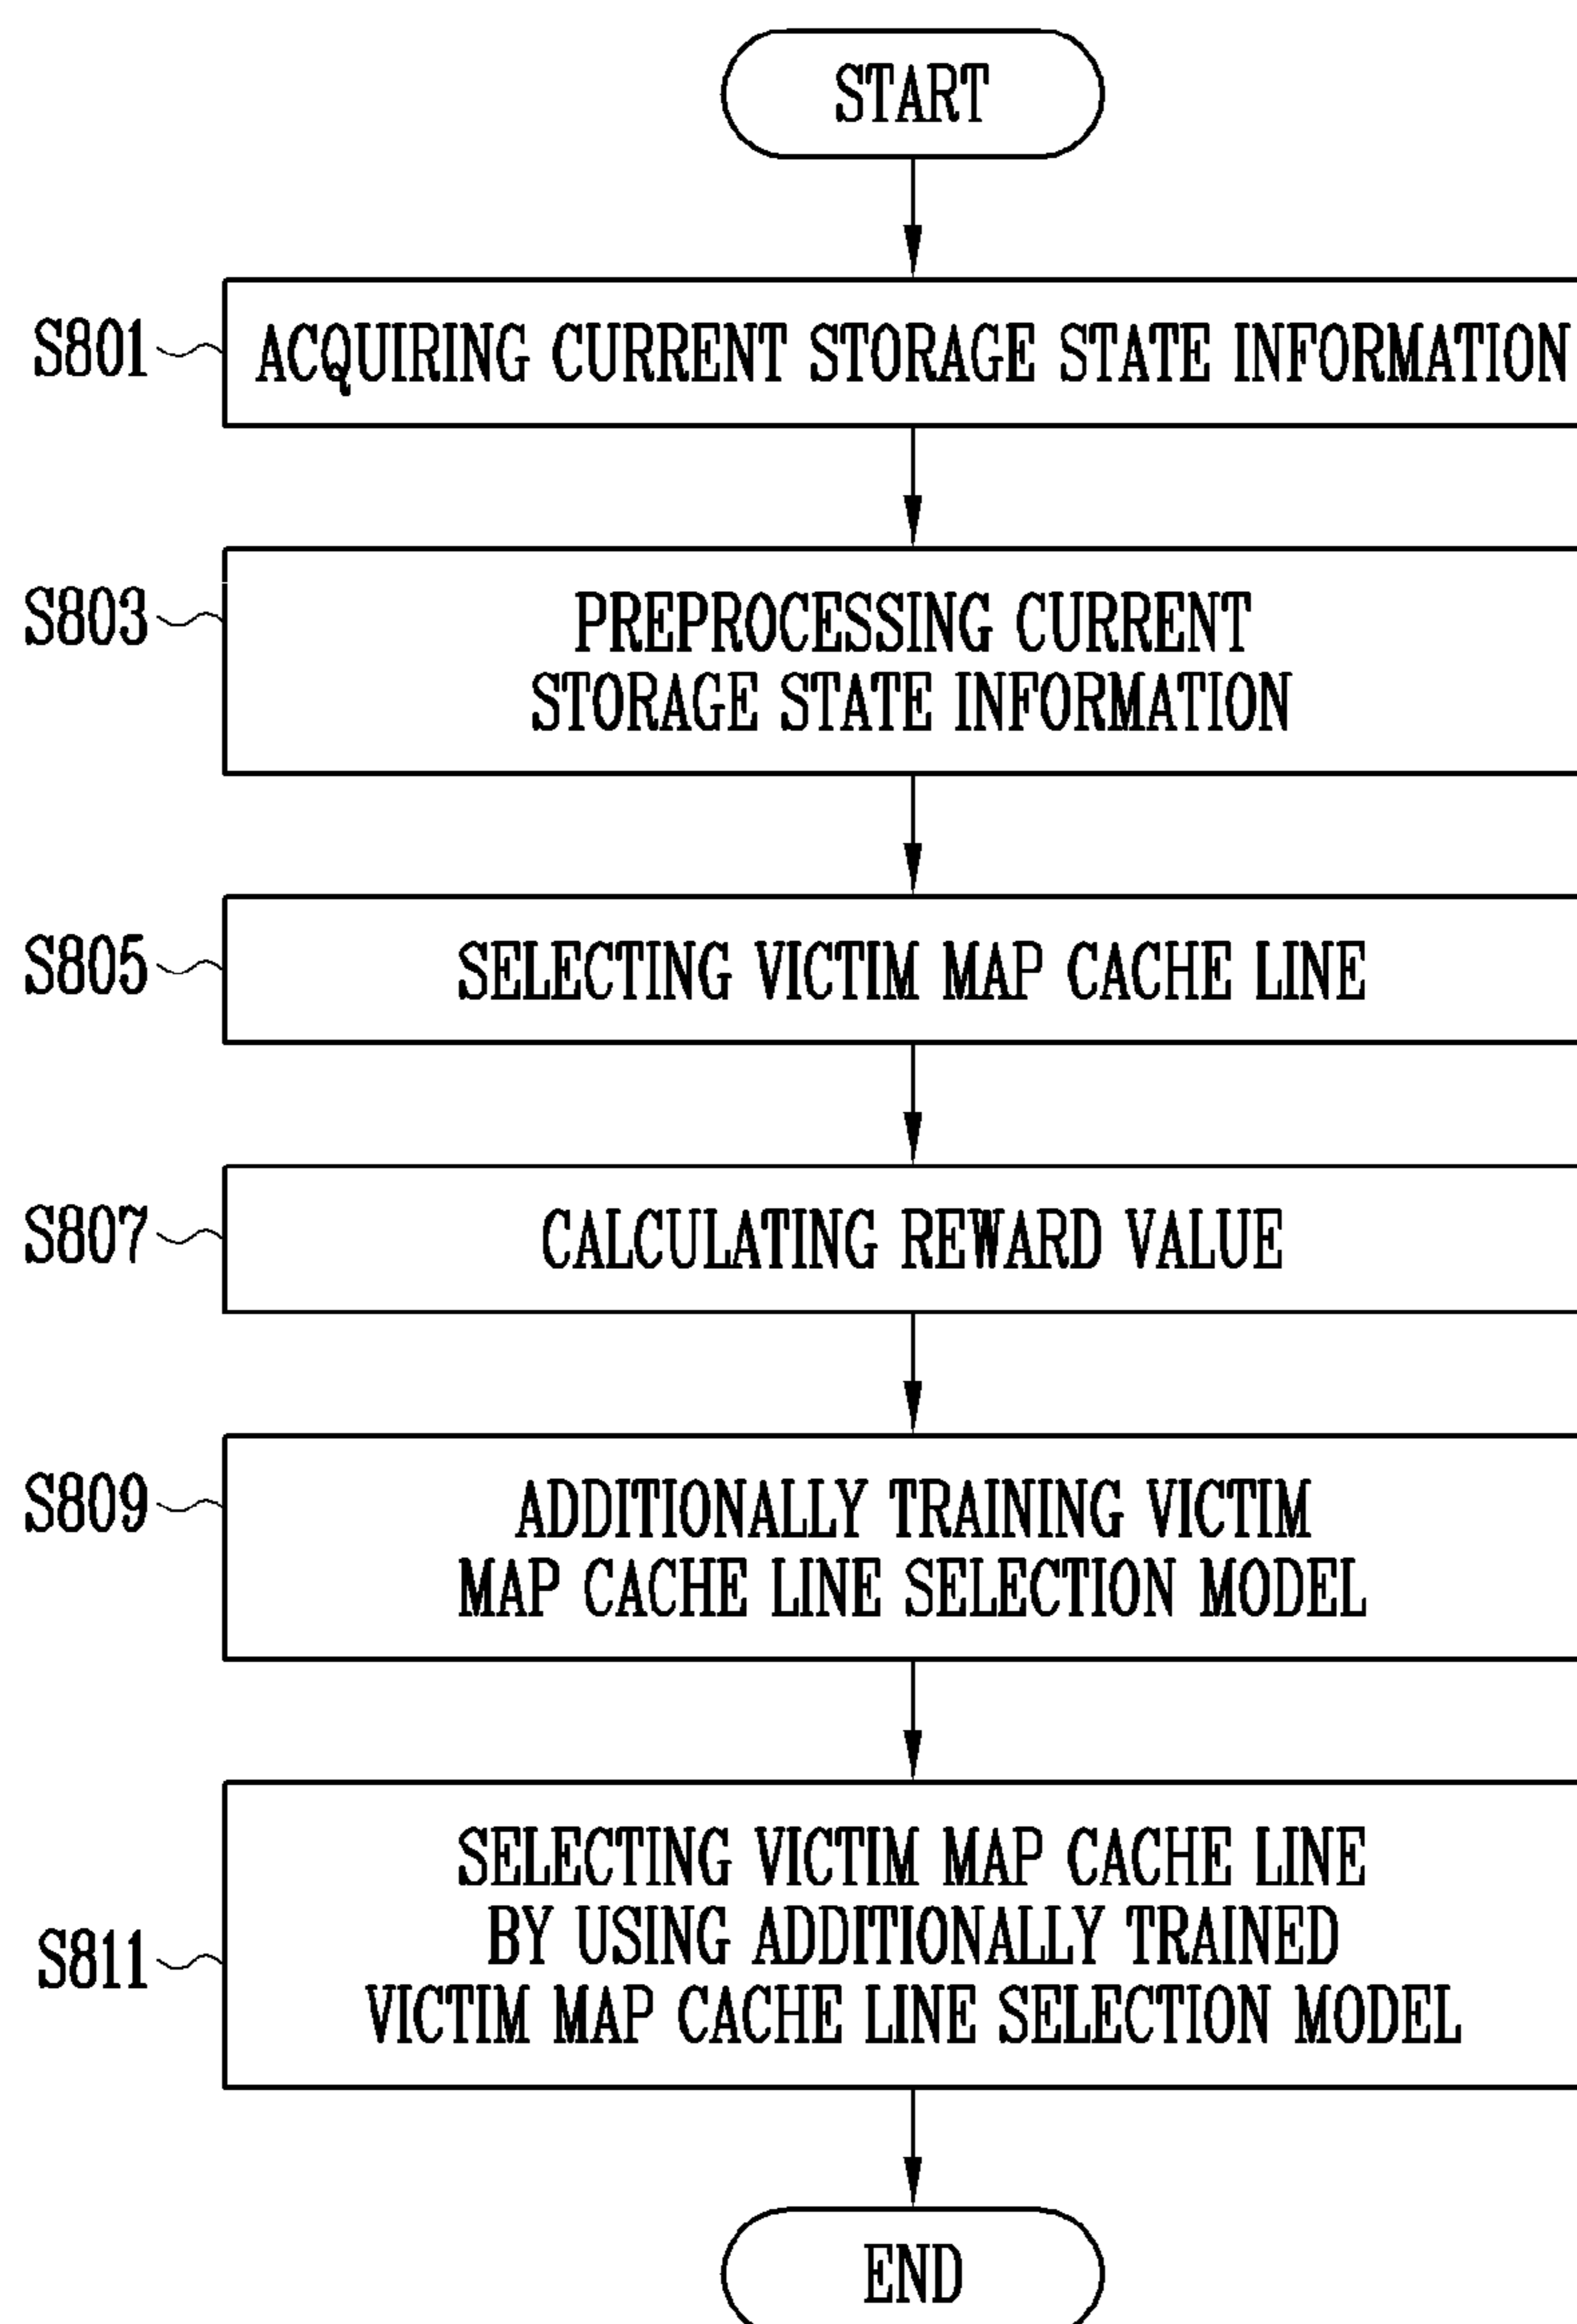 START
S801
ACQUIRING CURRENT STORAGE STATE INFORMATION
S803
PREPROCESSING CURRENT
STORAGE STATE INFORMATION
S805
SELECTING VICTIM MAP CACHE LINE
S807
CALCULATING REWARD VALUE
S809
ADDITIONALLY TRAINING VICTIM
MAP CACHE LINE SELECTION MODEL
S811
SELECTING VICTIM MAP CACHE LINE
BY USING ADDITIONALLY TRAINED
VICTIM MAP CACHE LINE SELECTION MODEL
END